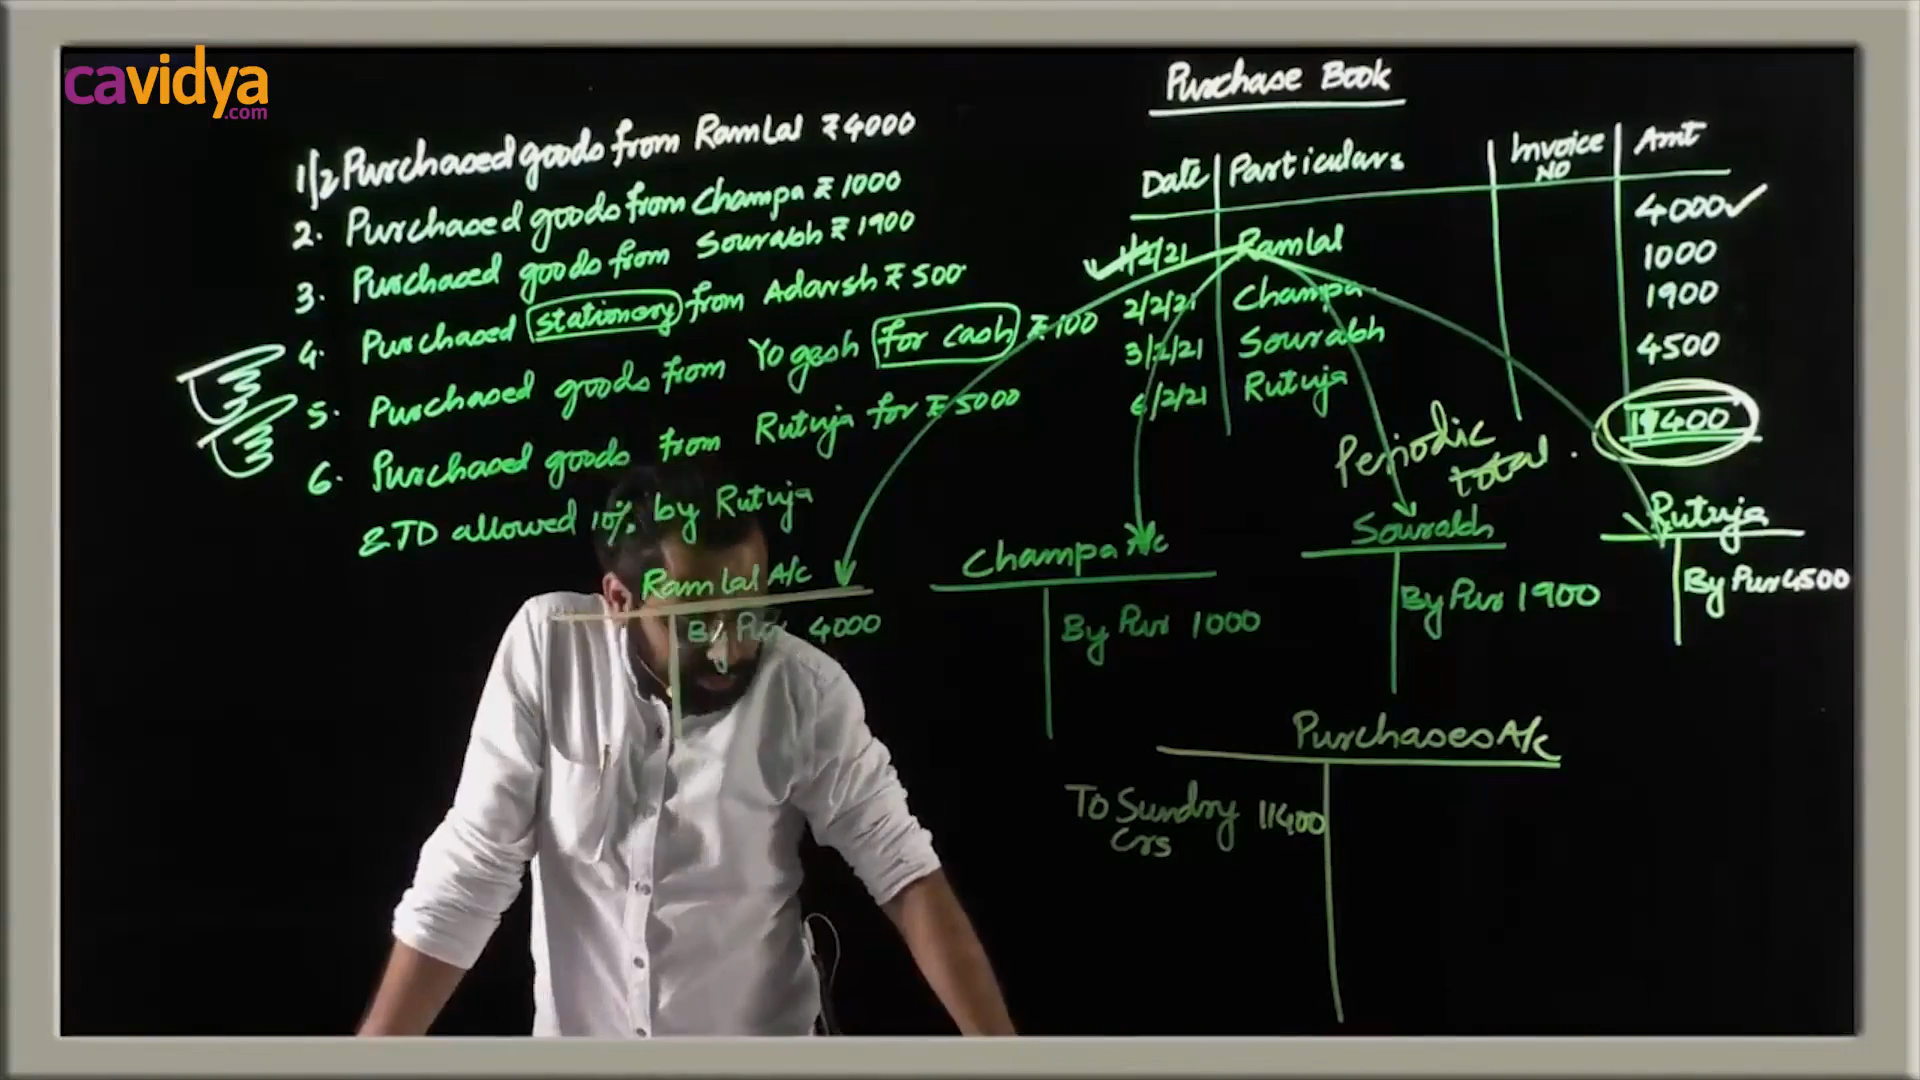 cavidya
.com
1/2 Purchased goods from Ramlal ₹4000
2. Purchased goods from Champa ₹1000
3. Purchased goods from Sourabh ₹1900
4. Purchased stationery from Adarsh ₹500
5. Purchased goods from Yogesh for cash ₹100
6. Purchased goods from Rutuja for ₹5000
& TD allowed 10% by Rutuja
Purchase Book
Date Particulars Invoice No Amt
1/2/21 Ramlal 4000
2/2/21 Champa 1000
3/2/21 Sourabh 1900
6/2/21 Rutuja 4500
Periodic total. 11400
Ramlal A/c
By Pur 4000
Champa A/c
By Pur 1000
Sourabh
By Pur 1900
Rutuja
By Pur 4500
Purchases A/c
To Sundry 11400
Crs